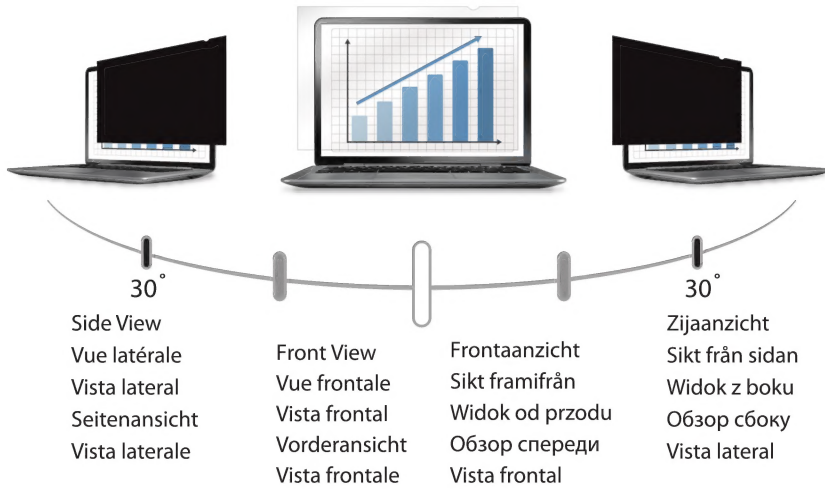 30°
Side View
Vue latérale
Vista lateral
Seitenansicht
Vista laterale
Front View
Vue frontale
Vista frontal
Vorderansicht
Vista frontale
Frontaanzicht
Sikt framifrån
Widok od przodu
Обзор спереди
Vista frontal
30°
Zijaanzicht
Sikt från sidan
Widok z boku
Обзор сбоку
Vista lateral